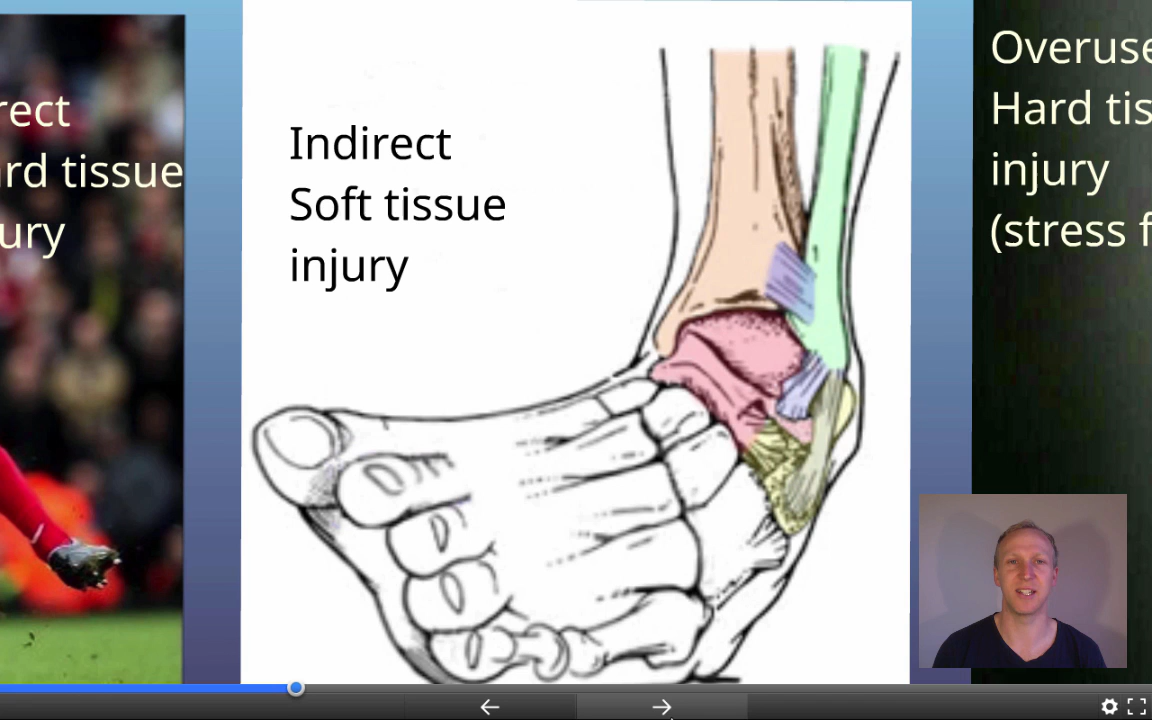 rect
rd tissue
ury
Indirect
Soft tissue
injury
Overuse
Hard tis
injury
(stress f